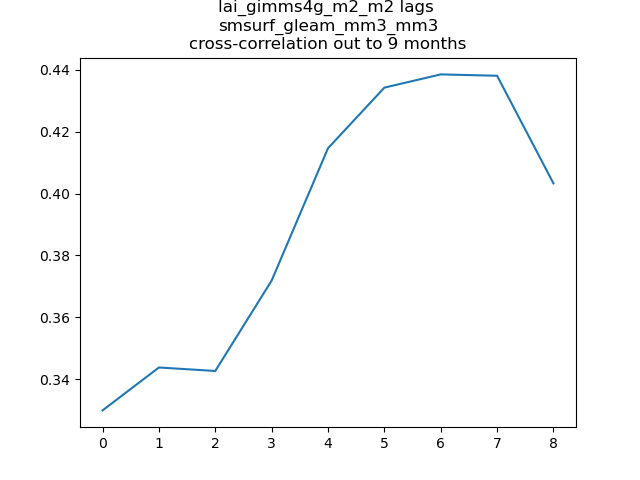 lai_gimms4g_m2_m2 lags
smsurf_gleam_mm3_mm3
cross-correlation out to 9 months
0.44
0.42
0.40
0.38
0.36
0.34
0 1 2 3 4 5 6 7 8